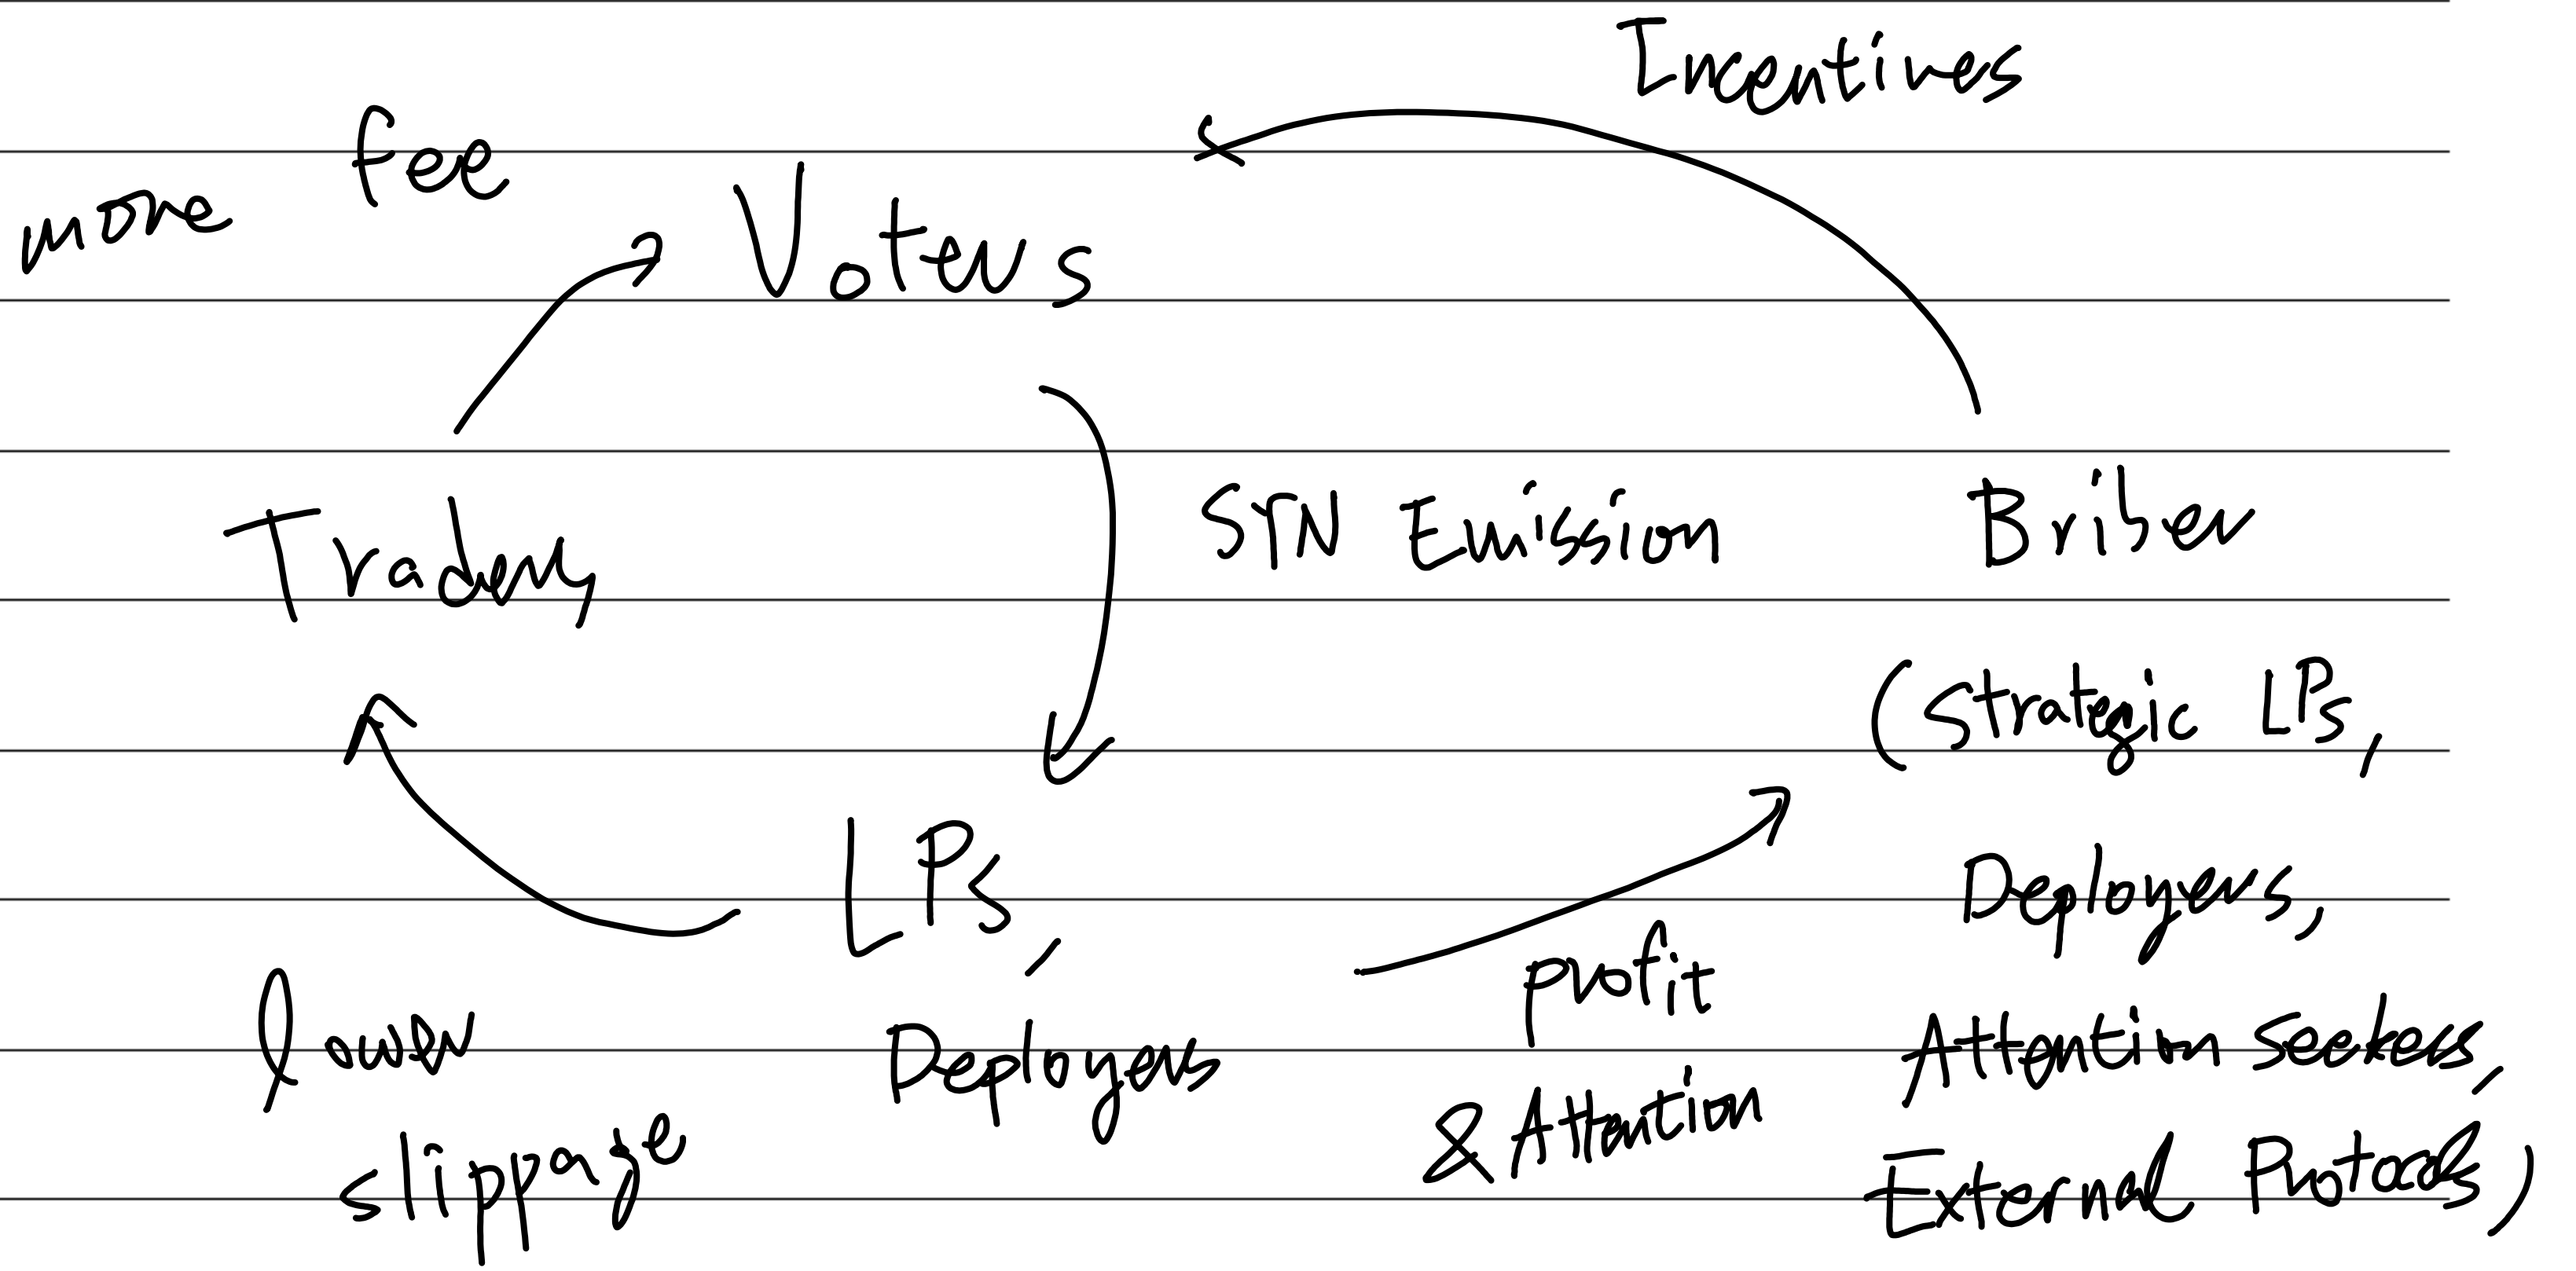 Incentives
more fee
Voters
STN Emission
Briber
Traders
(Strategic LPs,
Deployers,
Attention seekers,
External Protocols,)
LPs,
Deployers
profit
& Attention
lower
slippage